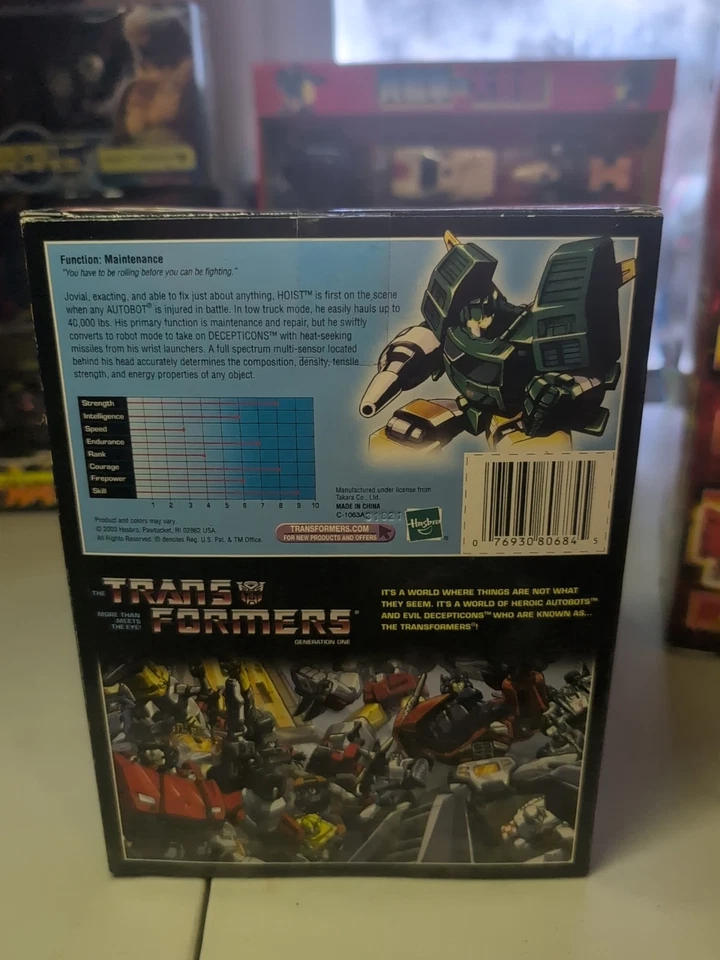 Function: Maintenance
"You have to be rolling before you can be fighting."
Jovial, exacting, and able to fix just about anything, HOIST™ is first on the scene
when any AUTOBOT® is injured in battle. In tow truck mode, he easily hauls up to
40,000 lbs. His primary function is maintenance and repair, but he swiftly
converts to robot mode to take on DECEPTICONS™ with heat-seeking
missiles from his wrist launchers. A full spectrum multi-sensor located
behind his head accurately determines the composition, density, tensile
strength, and energy properties of any object.
Strength
Intelligence
Speed
Endurance
Rank
Courage
Firepower
Skill
1 2 3 4 5 6 7 8 9 10
Product and colors may vary.
© 2003 Hasbro, Pawtucket, RI 02862 USA.
All Rights Reserved. ® denotes Reg. U.S. Pat. & TM Office.
Manufactured under license from
Takara Co., Ltd.
MADE IN CHINA
C-1063A
TRANSFORMERS.COM
FOR NEW PRODUCTS AND OFFERS
Hasbro
®
0 76930 80684 5
THE TRANSFORMERS®
MORE THAN
MEETS
THE EYE!
GENERATION ONE
IT'S A WORLD WHERE THINGS ARE NOT WHAT
THEY SEEM. IT'S A WORLD OF HEROIC AUTOBOTS™
AND EVIL DECEPTICONS™ WHO ARE KNOWN AS...
THE TRANSFORMERS®!